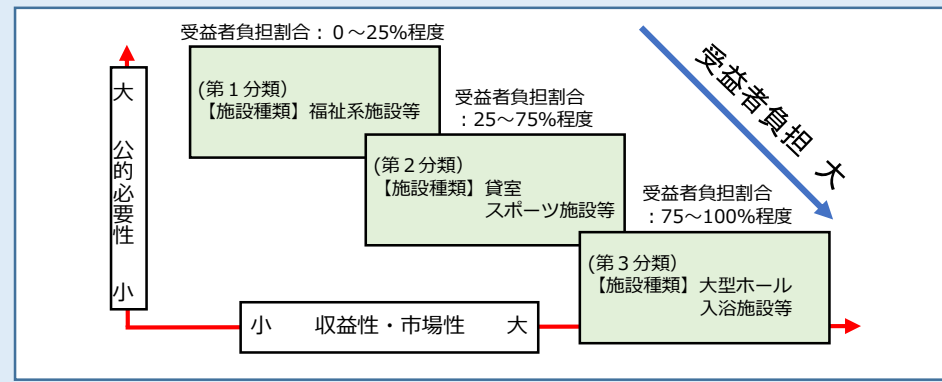 受益者負担割合：０～25%程度
(第１分類)
【施設種類】福祉系施設等
受益者負担割合
：25～75%程度
(第２分類)
【施設種類】貸室
スポーツ施設等
受益者負担割合
：75～100%程度
(第３分類)
【施設種類】大型ホール
入浴施設等
受益者負担 大
大 公的必要性 小
小 収益性・市場性 大